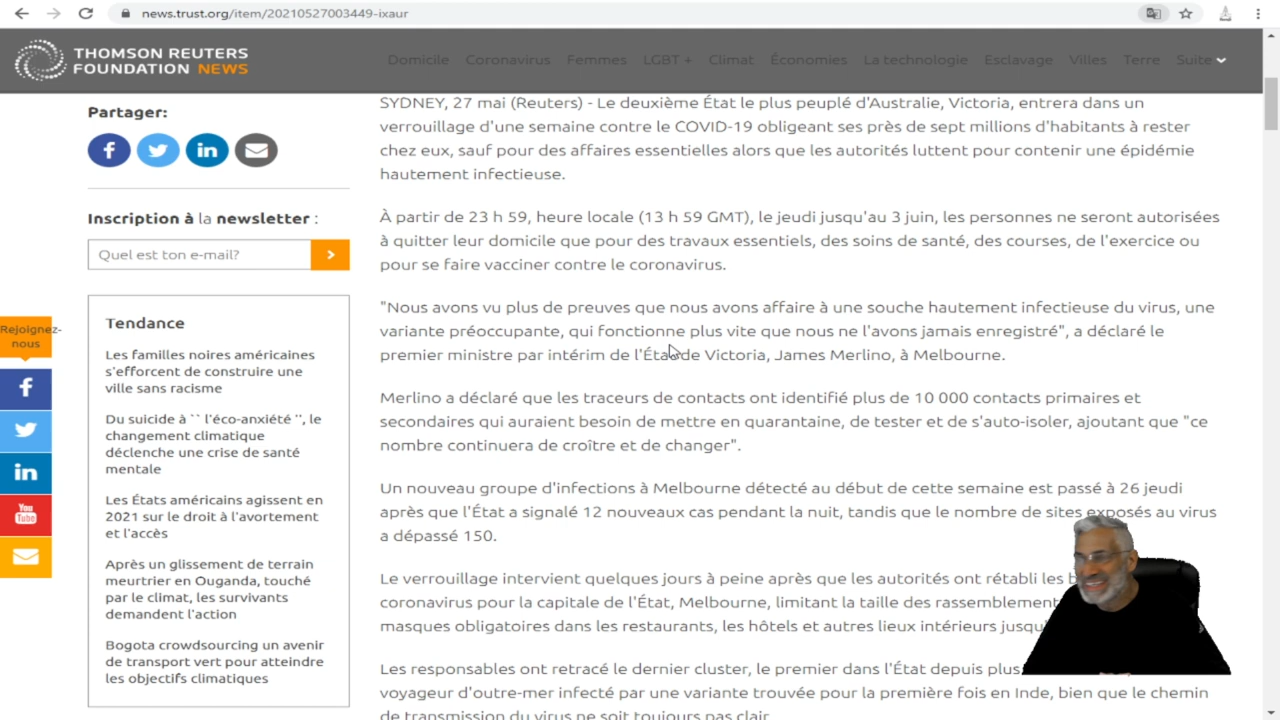 news.trust.org/item/20210527003449-ixaur
THOMSON REUTERS
FOUNDATION NEWS
Domicile Coronavirus Femmes LGBT + Climat Économies La technologie Esclavage Villes Terre Suite
Partager:
Inscription à la newsletter :
Quel est ton e-mail?
Rejoignez-
nous
You
Tube
Tendance
Les familles noires américaines
s'efforcent de construire une
ville sans racisme
Du suicide à `` l'éco-anxiété '', le
changement climatique
déclenche une crise de santé
mentale
Les États américains agissent en
2021 sur le droit à l'avortement
et l'accès
Après un glissement de terrain
meurtrier en Ouganda, touché
par le climat, les survivants
demandent l'action
Bogota crowdsourcing un avenir
de transport vert pour atteindre
les objectifs climatiques
SYDNEY, 27 mai (Reuters) - Le deuxième État le plus peuplé d'Australie, Victoria, entrera dans un
verrouillage d'une semaine contre le COVID-19 obligeant ses près de sept millions d'habitants à rester
chez eux, sauf pour des affaires essentielles alors que les autorités luttent pour contenir une épidémie
hautement infectieuse.
À partir de 23 h 59, heure locale (13 h 59 GMT), le jeudi jusqu'au 3 juin, les personnes ne seront autorisées
à quitter leur domicile que pour des travaux essentiels, des soins de santé, des courses, de l'exercice ou
pour se faire vacciner contre le coronavirus.
"Nous avons vu plus de preuves que nous avons affaire à une souche hautement infectieuse du virus, une
variante préoccupante, qui fonctionne plus vite que nous ne l'avons jamais enregistré", a déclaré le
premier ministre par intérim de l'État de Victoria, James Merlino, à Melbourne.
Merlino a déclaré que les traceurs de contacts ont identifié plus de 10 000 contacts primaires et
secondaires qui auraient besoin de mettre en quarantaine, de tester et de s'auto-isoler, ajoutant que "ce
nombre continuera de croître et de changer".
Un nouveau groupe d'infections à Melbourne détecté au début de cette semaine est passé à 26 jeudi
après que l'État a signalé 12 nouveaux cas pendant la nuit, tandis que le nombre de sites exposés au virus
a dépassé 150.
Le verrouillage intervient quelques jours à peine après que les autorités ont rétabli les
coronavirus pour la capitale de l'État, Melbourne, limitant la taille des rassemblement
masques obligatoires dans les restaurants, les hôtels et autres lieux intérieurs
Les responsables ont retracé le dernier cluster, le premier dans l'État depuis
voyageur d'outre-mer infecté par une variante trouvée pour la première fois en Inde, bien que le chemin
de transmission du virus ne soit toujours pas clair